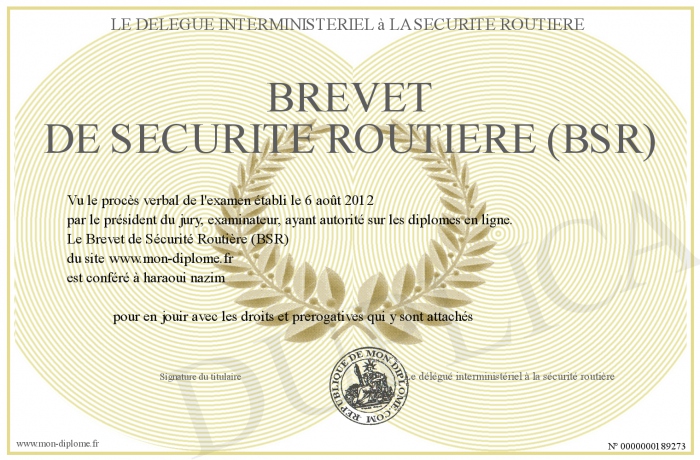 LE DELEGUE INTERMINISTERIEL à LA SECURITE ROUTIERE
BREVET
DE SECURITE ROUTIERE (BSR)
Vu le procès verbal de l'examen établi le 6 août 2012
par le président du jury, examinateur, ayant autorité sur les diplomes en ligne.
Le Brevet de Sécurité Routière (BSR)
du site www.mon-diplome.fr
est conféré à haraoui nazim
pour en jouir avec les droits et prerogatives qui y sont attachés
Signature du titulaire
Le délégué interministériel à la sécurité routière
REPUBLIQUE DE MON-DIPLOME.COM
DUPLICATA
www.mon-diplome.fr
N° 0000000189273